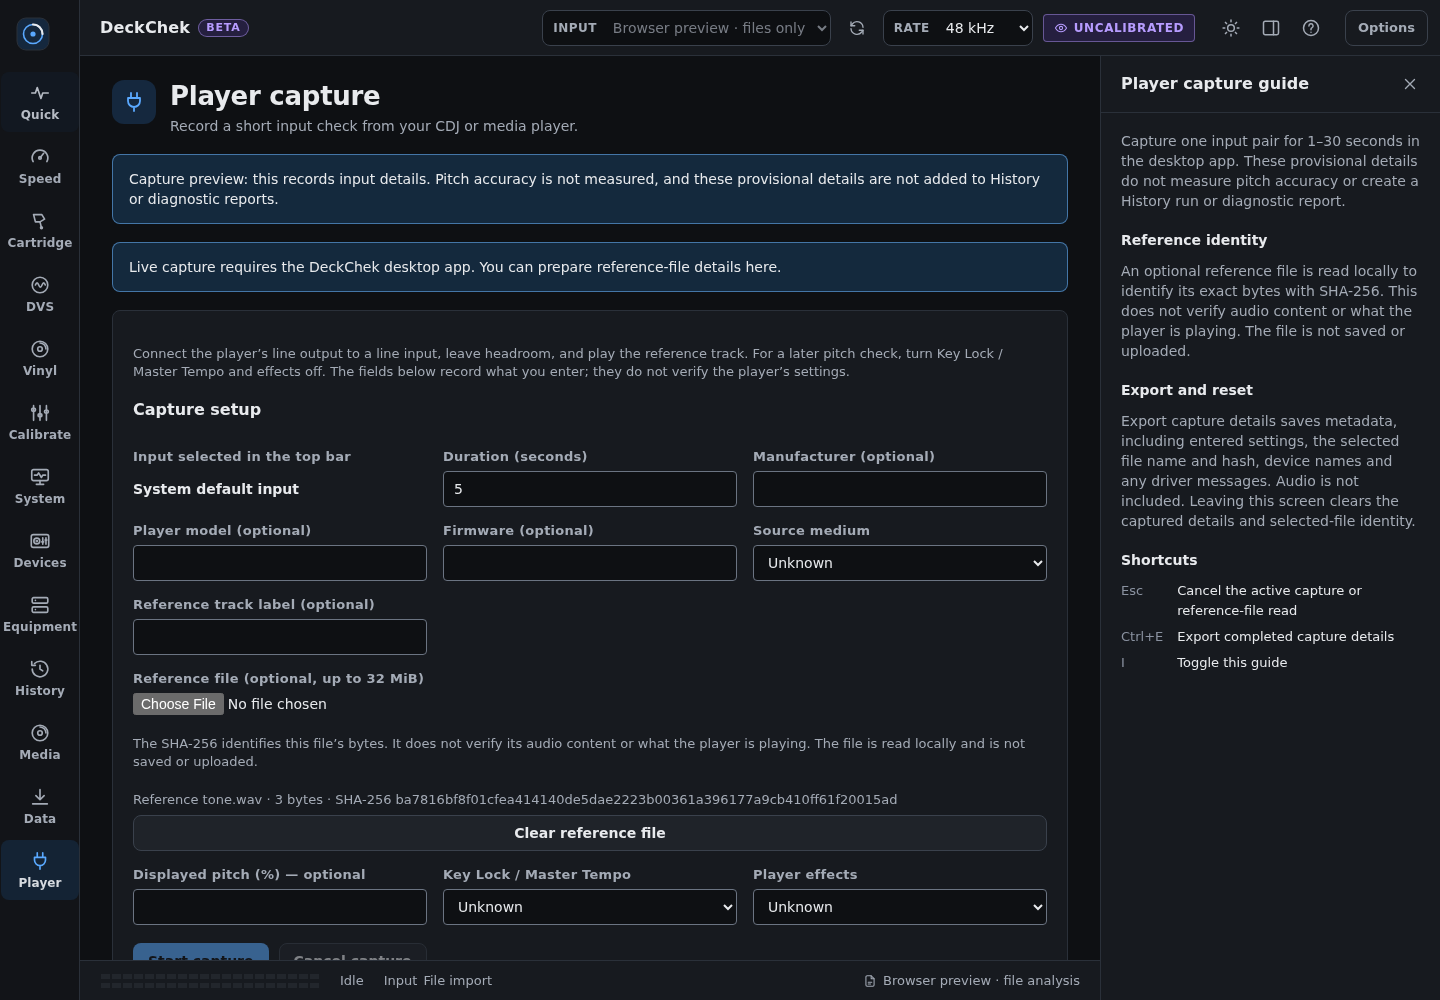 DeckChek BETA
INPUT Browser preview · files only
RATE 48 kHz
UNCALIBRATED
Options
Quick
Speed
Cartridge
DVS
Vinyl
Calibrate
System
Devices
Equipment
History
Media
Data
Player
Player capture
Record a short input check from your CDJ or media player.
Capture preview: this records input details. Pitch accuracy is not measured, and these provisional details are not added to History
or diagnostic reports.
Live capture requires the DeckChek desktop app. You can prepare reference-file details here.
Connect the player’s line output to a line input, leave headroom, and play the reference track. For a later pitch check, turn Key Lock /
Master Tempo and effects off. The fields below record what you enter; they do not verify the player’s settings.
Capture setup
Input selected in the top bar
System default input
Duration (seconds)
5
Manufacturer (optional)
Player model (optional)
Firmware (optional)
Source medium
Unknown
Reference track label (optional)
Reference file (optional, up to 32 MiB)
Choose File No file chosen
The SHA-256 identifies this file’s bytes. It does not verify its audio content or what the player is playing. The file is read locally and is not
saved or uploaded.
Reference tone.wav · 3 bytes · SHA-256 ba7816bf8f01cfea414140de5dae2223b00361a396177a9cb410ff61f20015ad
Clear reference file
Displayed pitch (%) — optional
Key Lock / Master Tempo
Unknown
Player effects
Unknown
Start capture
Cancel capture
Idle
Input File import
Browser preview · file analysis
Player capture guide
Capture one input pair for 1–30 seconds in
the desktop app. These provisional details
do not measure pitch accuracy or create a
History run or diagnostic report.
Reference identity
An optional reference file is read locally to
identify its exact bytes with SHA-256. This
does not verify audio content or what the
player is playing. The file is not saved or
uploaded.
Export and reset
Export capture details saves metadata,
including entered settings, the selected
file name and hash, device names and
any driver messages. Audio is not
included. Leaving this screen clears the
captured details and selected-file identity.
Shortcuts
Esc Cancel the active capture or
reference-file read
Ctrl+E Export completed capture details
I Toggle this guide